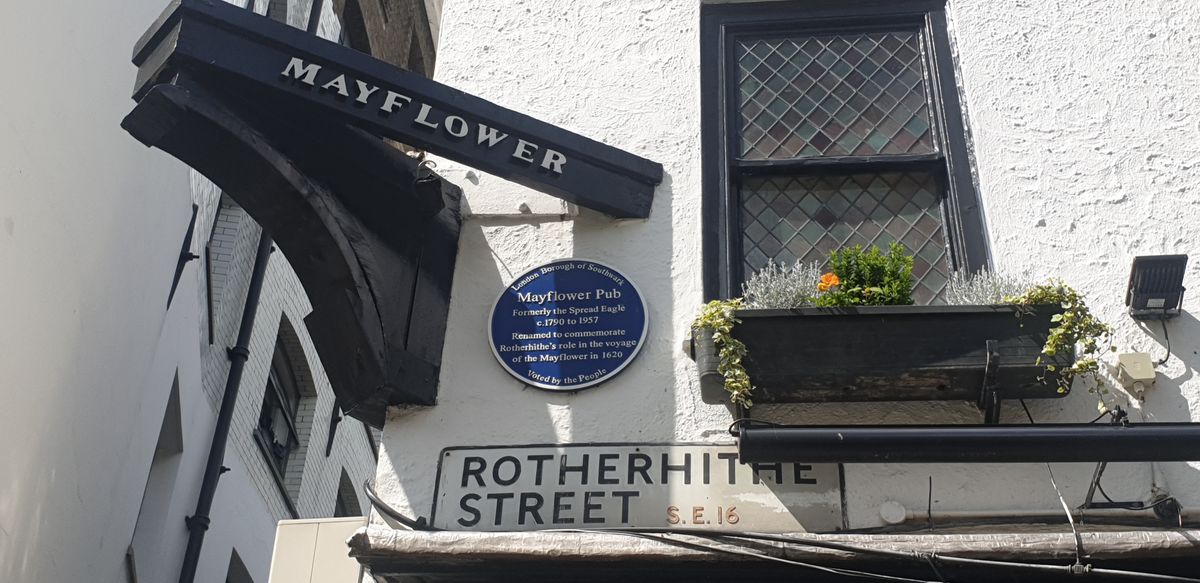 MAYFLOWER
London Borough of Southwark
Mayflower Pub
Formerly the Spread Eagle
c.1790 to 1957
Renamed to commemorate
Rotherhithe's role in the voyage
of the Mayflower in 1620
Voted by the People
ROTHERHITHE
STREET S.E.16